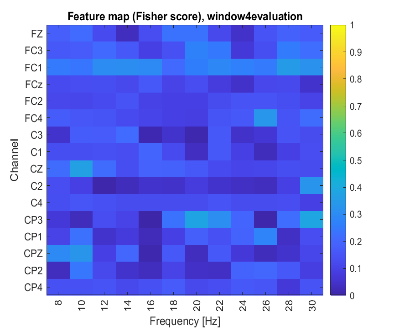 Feature map (Fisher score), window4evaluation
Channel
FZ
FC3
FC1
FCz
FC2
FC4
C3
C1
CZ
C2
C4
CP3
CP1
CPZ
CP2
CP4
8 10 12 14 16 18 20 22 24 26 28 30
Frequency [Hz]
1
0.9
0.8
0.7
0.6
0.5
0.4
0.3
0.2
0.1
0